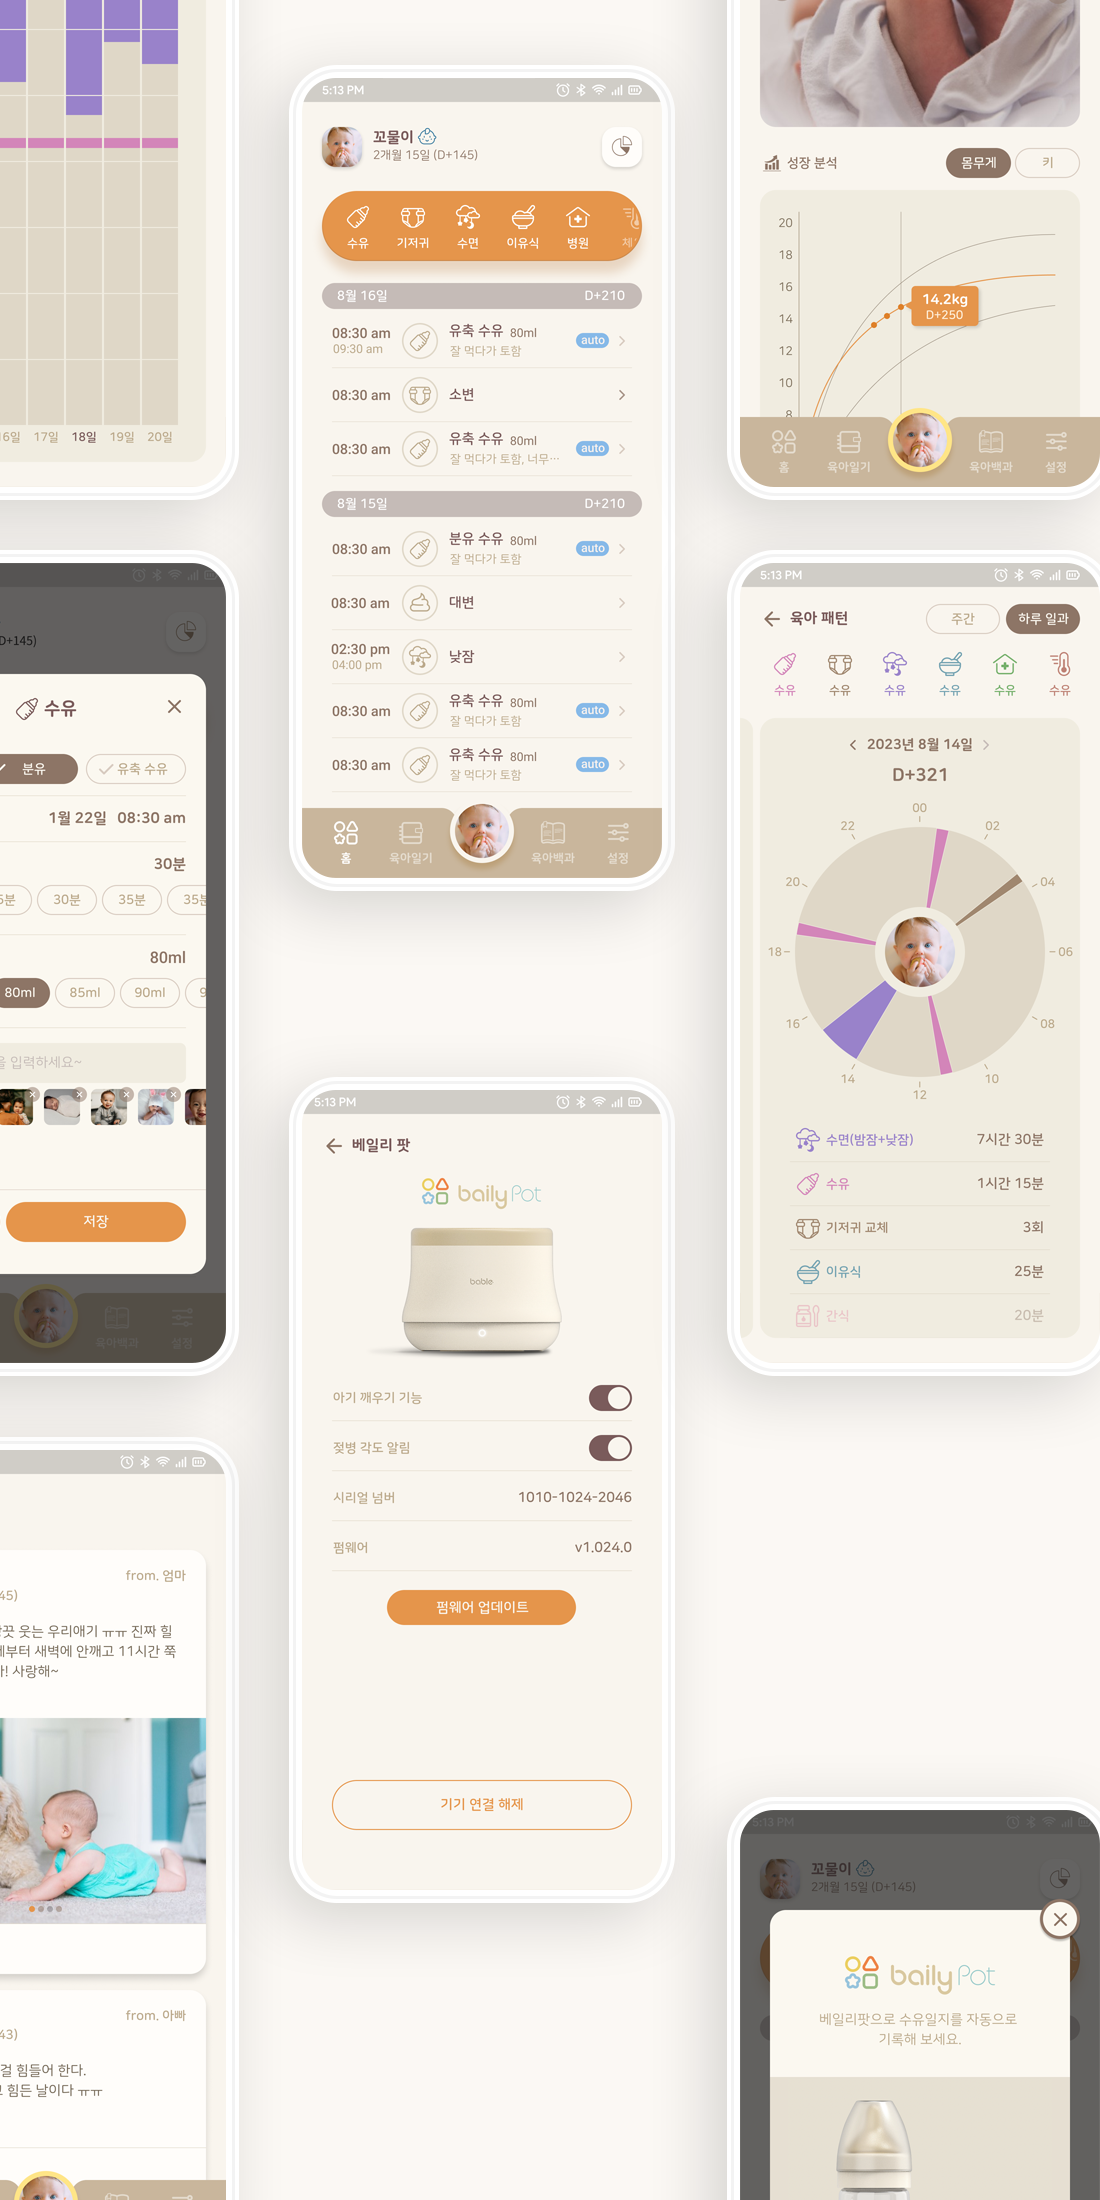 16일 17일 18일 19일 20일
D+145)
수유
분유
유축 수유
1월 22일 08:30 am
30분
30분
35분
80ml
80ml
85ml
90ml
입력하세요~
저장
육아백과
설정
from. 엄마
웃는 우리애기 ㅠㅠ 진짜 힐
새벽에 안깨고 11시간 쭉
사랑해~
from. 아빠
걸 힘들어 한다.
힘든 날이다 ㅠㅠ
5:13 PM
꼬물이
2개월 15일 (D+145)
수유
기저귀
수면
이유식
병원
8월 16일 D+210
08:30 am
09:30 am
유축 수유 80ml
잘 먹다가 토함
auto
08:30 am
소변
08:30 am
유축 수유 80ml
잘 먹다가 토함, 너무…
auto
8월 15일 D+210
08:30 am
분유 수유 80ml
잘 먹다가 토함
auto
08:30 am
대변
02:30 pm
04:00 pm
낮잠
08:30 am
유축 수유 80ml
잘 먹다가 토함
auto
08:30 am
유축 수유 80ml
잘 먹다가 토함
auto
홈
육아일기
육아백과
설정
5:13 PM
베일리 팟
baily Pot
boble
아기 깨우기 기능
젖병 각도 알림
시리얼 넘버 1010-1024-2046
펌웨어 v1.024.0
펌웨어 업데이트
기기 연결 해제
성장 분석
몸무게
키
20
18
16
14
12
10
8
14.2kg
D+250
홈
육아일기
육아백과
설정
5:13 PM
육아 패턴
주간
하루 일과
수유
수유
수유
수유
수유
수유
2023년 8월 14일
D+321
00
02
04
06
08
10
12
14
16
18
20
22
수면(밤잠+낮잠) 7시간 30분
수유 1시간 15분
기저귀 교체 3회
이유식 25분
간식 20분
5:13 PM
꼬물이
2개월 15일 (D+145)
baily Pot
베일리팟으로 수유일지를 자동으로
기록해 보세요.